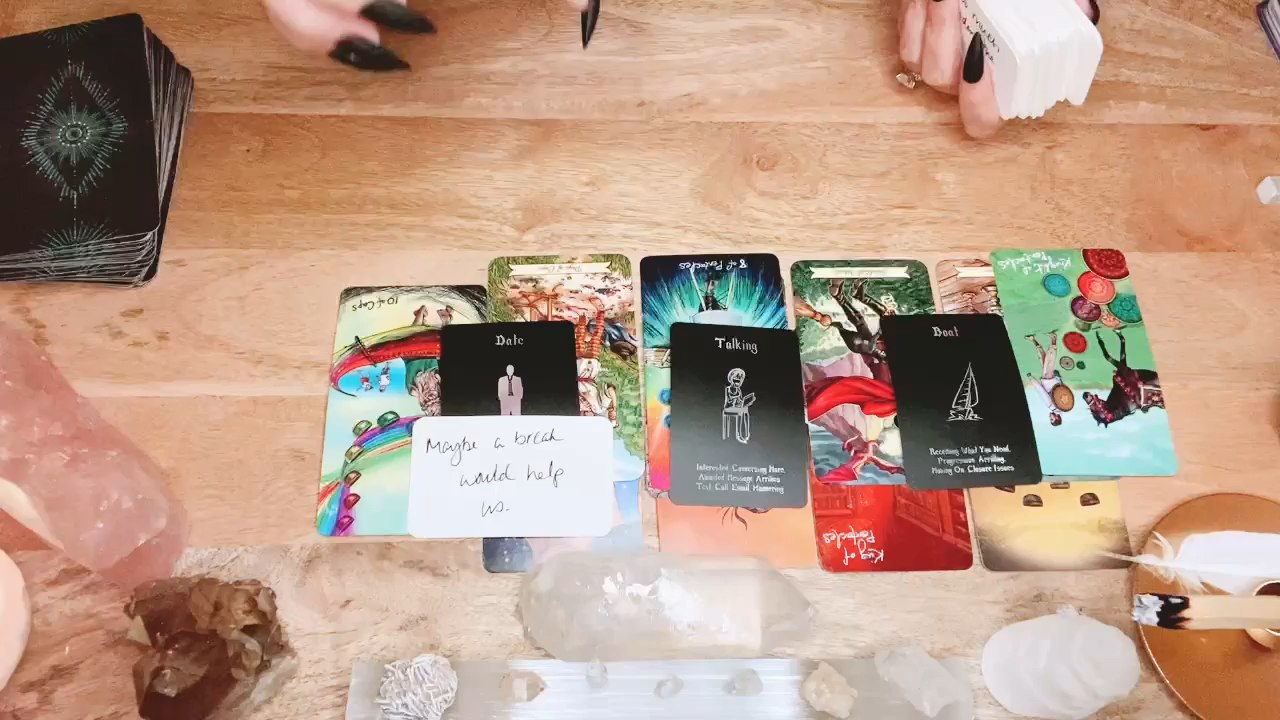 10 of Cups
8 of Pentacles
Knight of
Pentacles
Date
Talking
Interested Connecting Here,
Awaited Message Arrives
Text Call Email Hankering
Boat
Receiving What You Need,
Progression Arriving,
Moving On Closure Issues
Maybe a break
would help
us.
King of
Pentacles